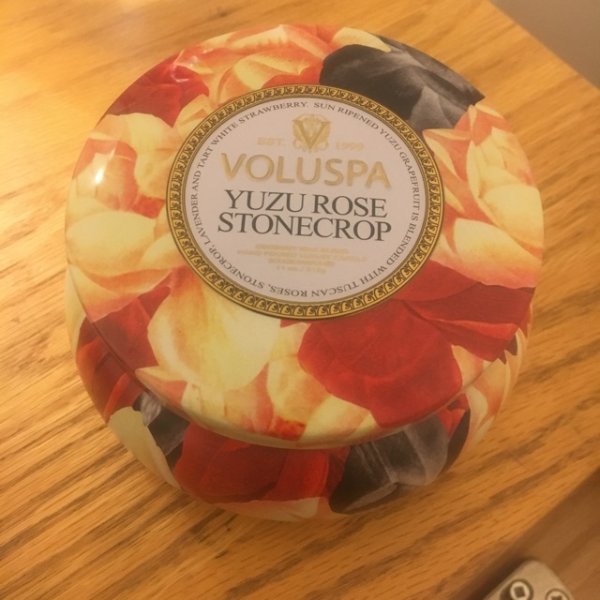 EST. 1999
VOLUSPA
YUZU ROSE
STONECROP
SUN RIPENED YUZU GRAPEFRUIT IS BLENDED WITH TUSCAN ROSES, STONECROP, LAVENDER AND TART WHITE STRAWBERRY.